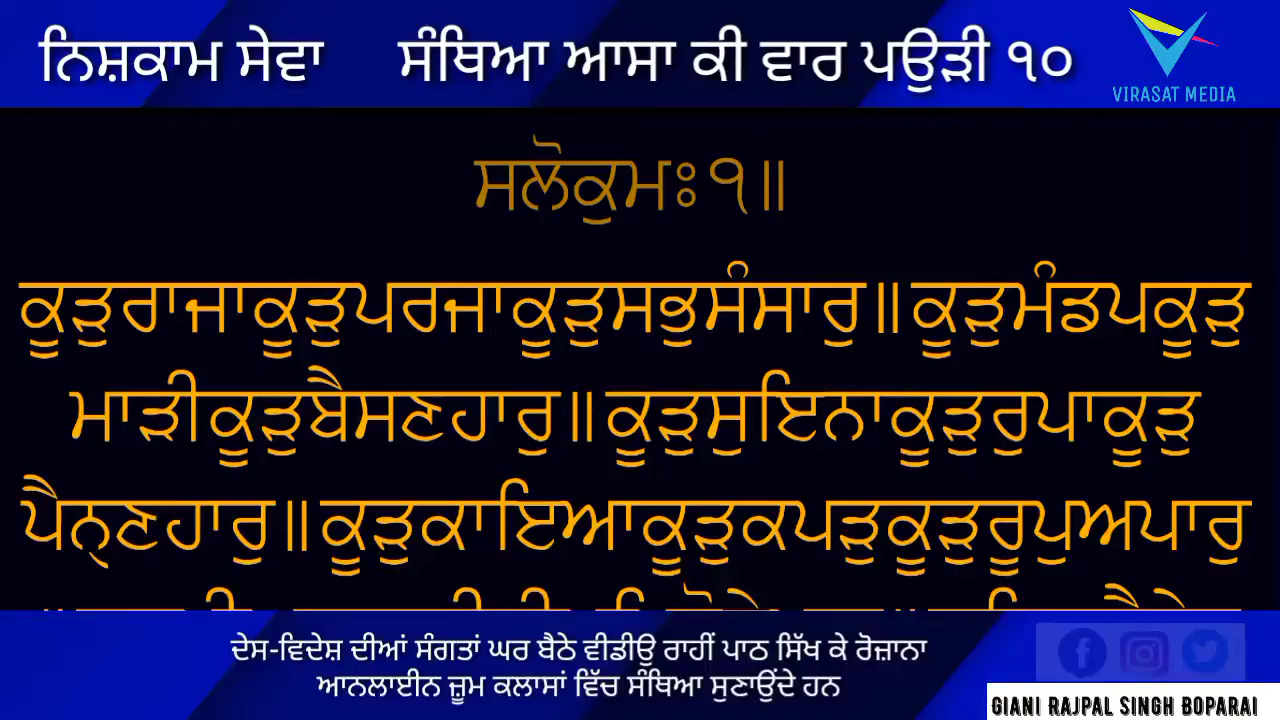 ਨਿਸ਼ਕਾਮ ਸੇਵਾ ਸੰਥਿਆ ਆਸਾ ਕੀ ਵਾਰ ਪਉੜੀ ੧੦
VIRASAT MEDIA
ਸਲੋਕੁਮਃ੧॥
ਕੂੜੁਰਾਜਾਕੂੜੁਪਰਜਾਕੂੜੁਸਭੁਸੰਸਾਰੁ॥ਕੂੜੁਮੰਡਪਕੂੜੁ
ਮਾੜੀਕੂੜੁਬੈਸਣਹਾਰੁ॥ਕੂੜੁਸੁਇਨਾਕੂੜੁਰੁਪਾਕੂੜੁ
ਪੈਨ੍ਹਣਹਾਰੁ॥ਕੂੜੁਕਾਇਆਕੂੜੁਕਪੜੁਕੂੜੁਰੂਪੁਅਪਾਰੁ
ਦੇਸ-ਵਿਦੇਸ਼ ਦੀਆਂ ਸੰਗਤਾਂ ਘਰ ਬੈਠੇ ਵੀਡੀਉ ਰਾਹੀਂ ਪਾਠ ਸਿੱਖ ਕੇ ਰੋਜ਼ਾਨਾ
ਆਨਲਾਈਨ ਜ਼ੂਮ ਕਲਾਸਾਂ ਵਿੱਚ ਸੰਥਿਆ ਸੁਣਾਉਂਦੇ ਹਨ
GIANI RAJPAL SINGH BOPARAI